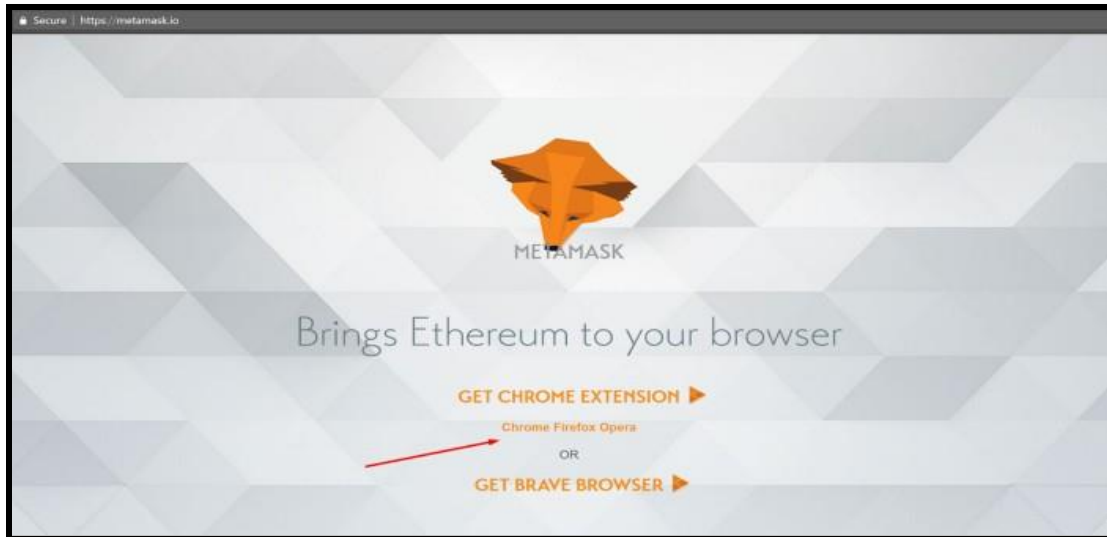 Secure | https://metamask.io
METAMASK
Brings Ethereum to your browser
GET CHROME EXTENSION
Chrome Firefox Opera
OR
GET BRAVE BROWSER